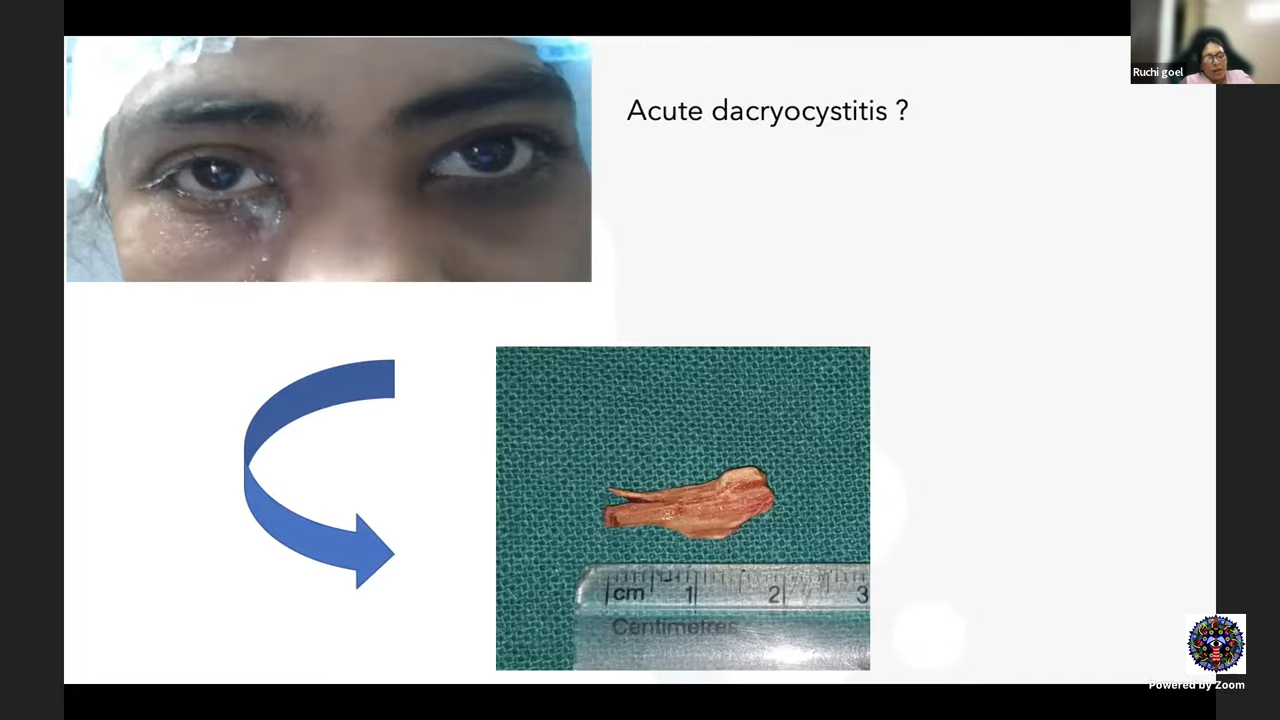 Ruchi goel
Acute dacryocystitis ?
cm 1 2 3
Centimetres
Powered by Zoom